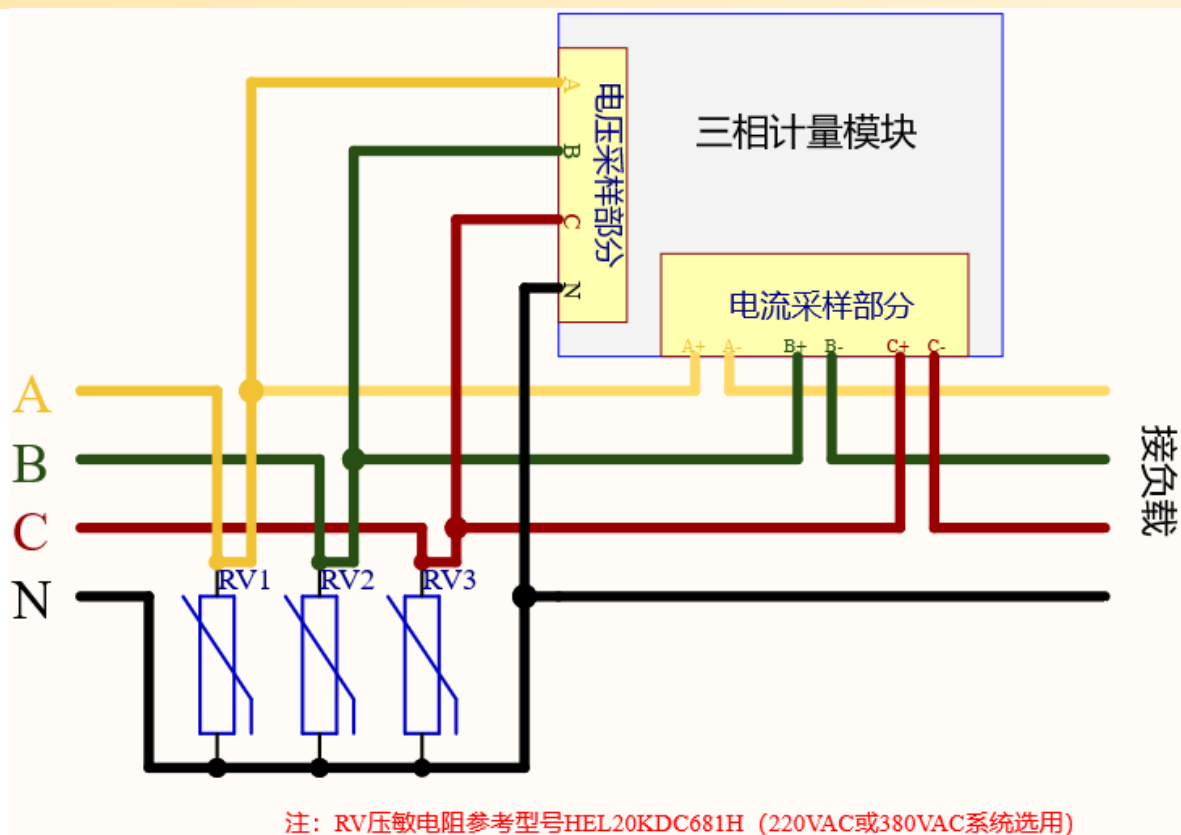 三相计量模块
电压采样部分
A
B
C
N
电流采样部分
A+ A- B+ B- C+ C-
A
B
C
N
接负载
RV1 RV2 RV3
注：RV压敏电阻参考型号HEL20KDC681H（220VAC或380VAC系统选用）